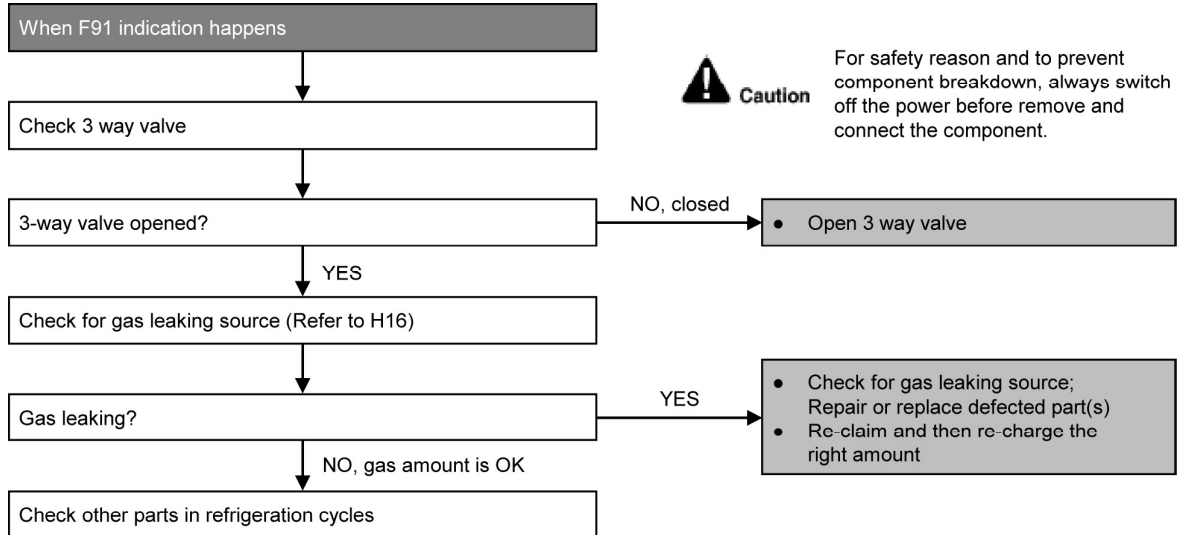 When F91 indication happens
Caution
For safety reason and to prevent
component breakdown, always switch
off the power before remove and
connect the component.
Check 3 way valve
3-way valve opened?
NO, closed
● Open 3 way valve
YES
Check for gas leaking source (Refer to H16)
Gas leaking?
YES
● Check for gas leaking source;
Repair or replace defected part(s)
● Re-claim and then re-charge the
right amount
NO, gas amount is OK
Check other parts in refrigeration cycles